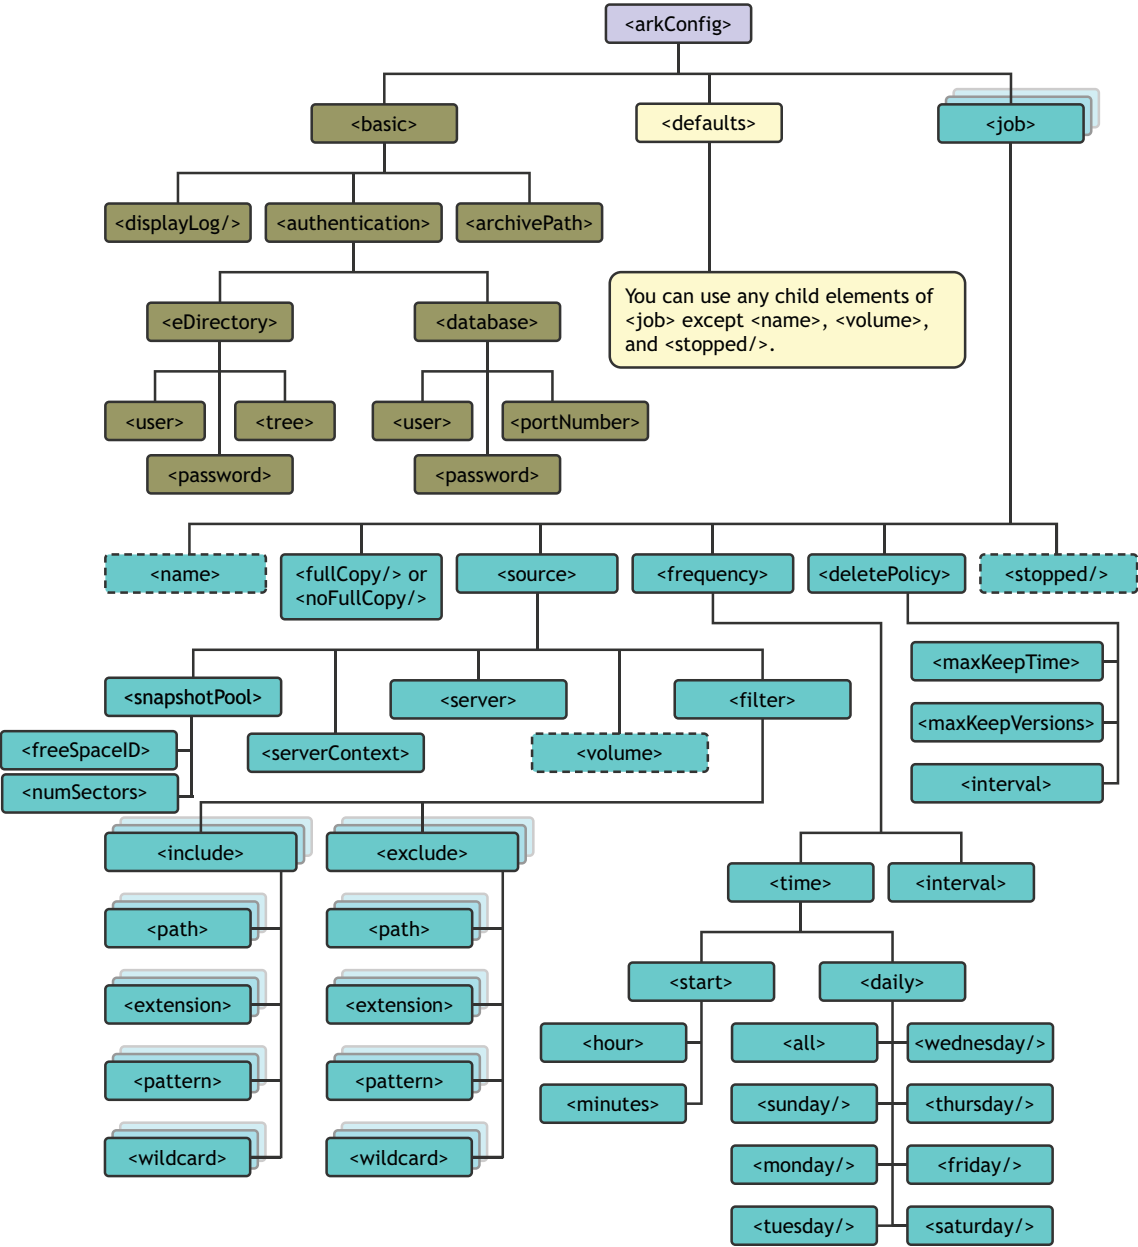 <arkConfig>
<basic>
<defaults>
<job>
<displayLog/>
<authentication>
<archivePath>
<eDirectory>
<database>
You can use any child elements of
<job> except <name>, <volume>,
and <stopped/>.
<user>
<tree>
<user>
<portNumber>
<password>
<password>
<name>
<fullCopy/> or
<noFullCopy/>
<source>
<frequency>
<deletePolicy>
<stopped/>
<maxKeepTime>
<snapshotPool>
<server>
<filter>
<maxKeepVersions>
<freeSpaceID>
<serverContext>
<volume>
<interval>
<numSectors>
<include>
<exclude>
<time>
<interval>
<path>
<path>
<start>
<daily>
<extension>
<extension>
<hour>
<all>
<wednesday/>
<pattern>
<pattern>
<minutes>
<sunday/>
<thursday/>
<wildcard>
<wildcard>
<monday/>
<friday/>
<tuesday/>
<saturday/>